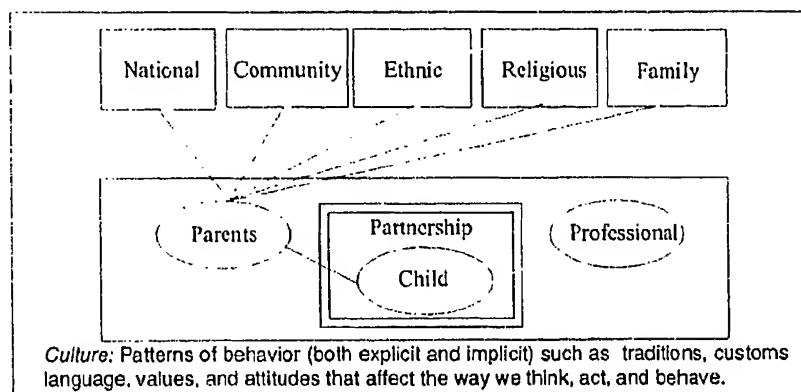 National Community Ethnic Religious Family
Partnership
Parents Professional
Child
Culture: Patterns of behavior (both explicit and implicit) such as traditions, customs
language, values, and attitudes that affect the way we think, act, and behave.